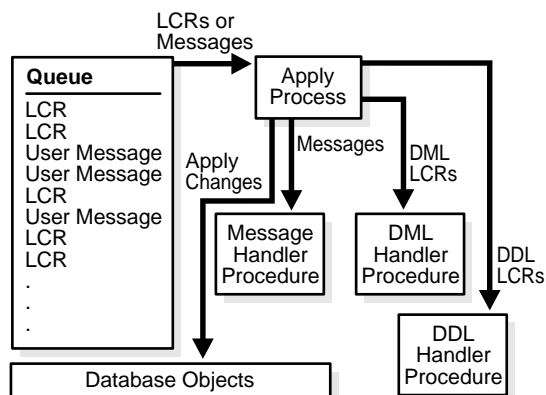 LCRs or
Messages
Queue
LCR
LCR
User Message
User Message
LCR
User Message
LCR
LCR
.
.
.
Apply
Process
Apply
Changes
Messages
DML
LCRs
DDL
LCRs
Message
Handler
Procedure
DML
Handler
Procedure
DDL
Handler
Procedure
Database Objects